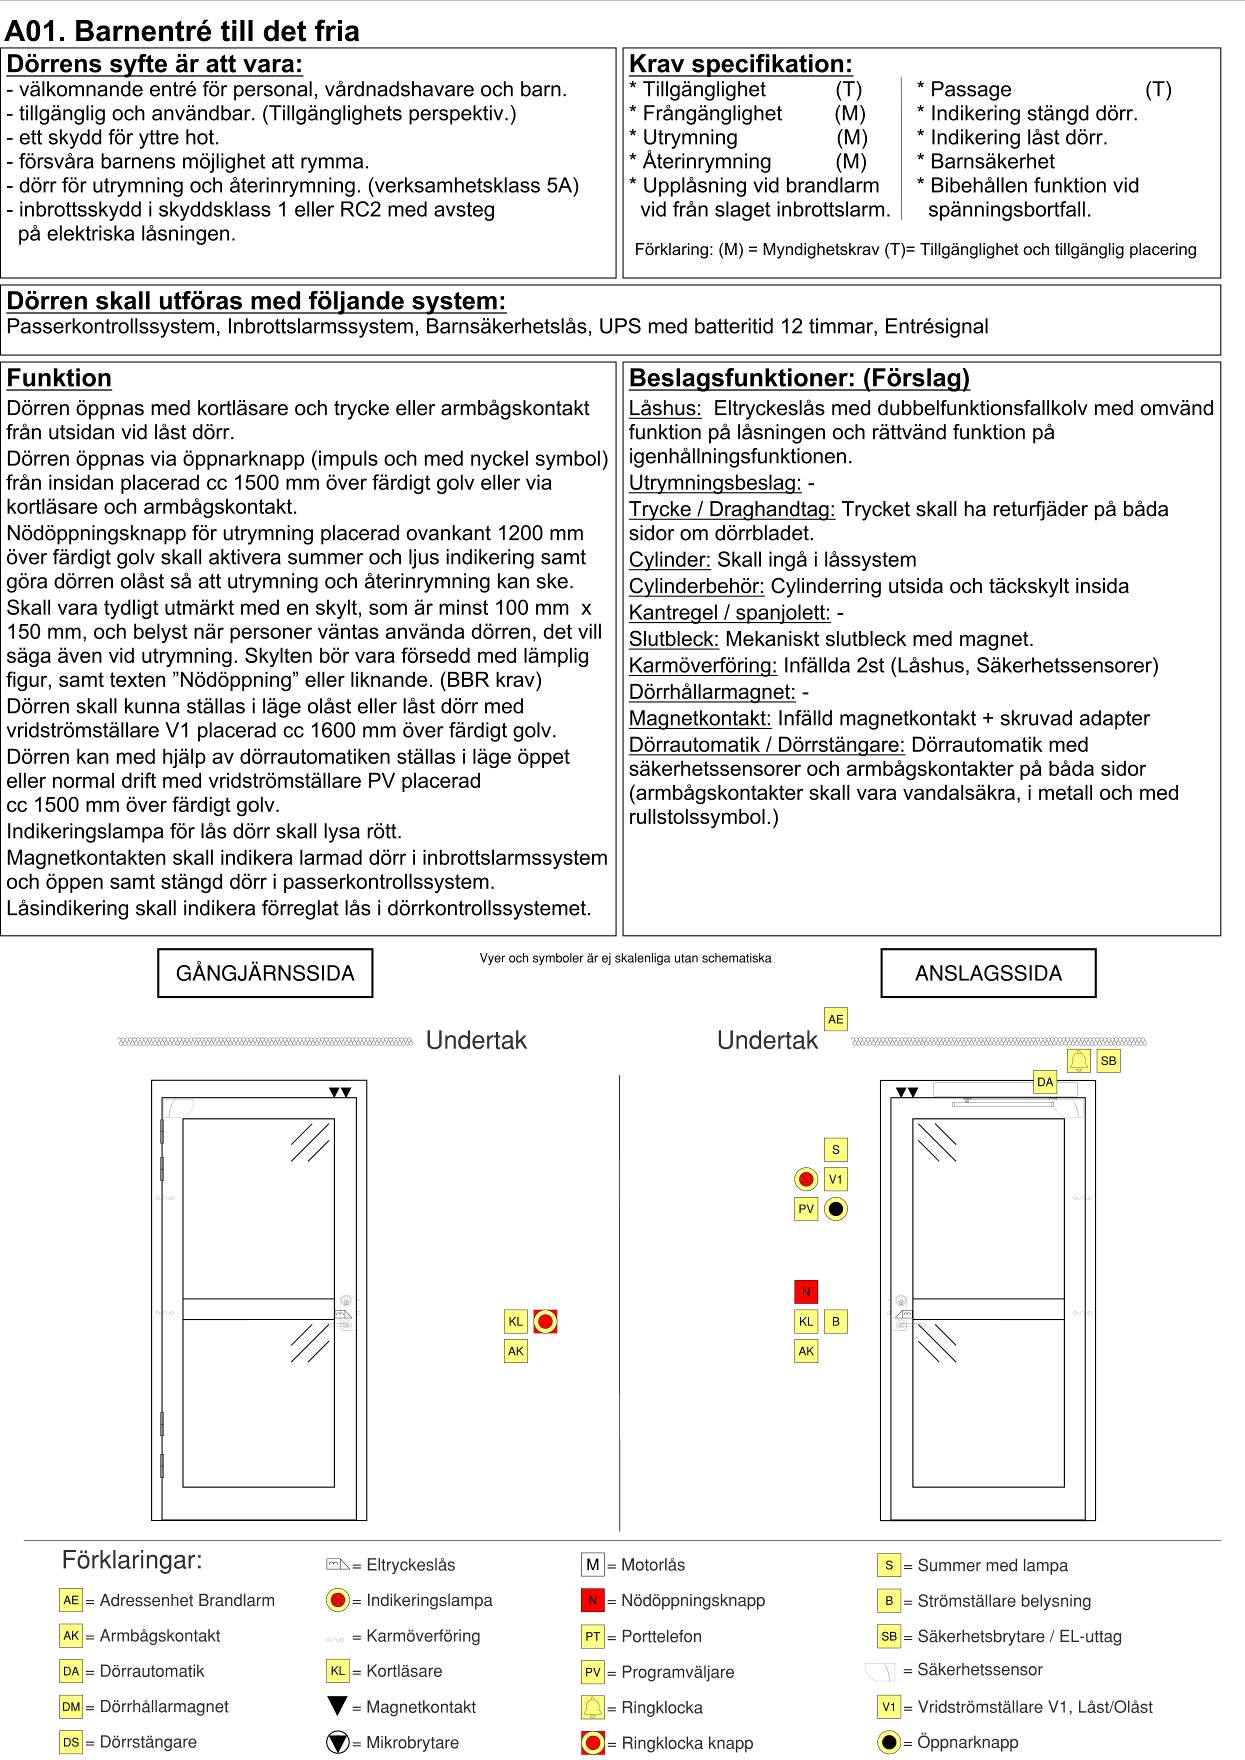 A01. Barnentré till det fria
Dörrens syfte är att vara:
- välkomnande entré för personal, vårdnadshavare och barn.
- tillgänglig och användbar. (Tillgänglighets perspektiv.)
- ett skydd för yttre hot.
- försvåra barnens möjlighet att rymma.
- dörr för utrymning och återinrymning. (verksamhetsklass 5A)
- inbrottsskydd i skyddsklass 1 eller RC2 med avsteg
på elektriska låsningen.
Krav specifikation:
* Tillgänglighet (T)
* Frångänglighet (M)
* Utrymning (M)
* Återinrymning (M)
* Upplåsning vid brandlarm
vid från slaget inbrottslarm.
* Passage (T)
* Indikering stängd dörr.
* Indikering låst dörr.
* Barnsäkerhet
* Bibehållen funktion vid
spänningsbortfall.
Förklaring: (M) = Myndighetskrav (T)= Tillgänglighet och tillgänglig placering
Dörren skall utföras med följande system:
Passerkontrollssystem, Inbrottslarmssystem, Barnsäkerhetslås, UPS med batteritid 12 timmar, Entrésignal
Funktion
Dörren öppnas med kortläsare och trycke eller armbågskontakt
från utsidan vid låst dörr.
Dörren öppnas via öppnarknapp (impuls och med nyckel symbol)
från insidan placerad cc 1500 mm över färdigt golv eller via
kortläsare och armbågskontakt.
Nödöppningsknapp för utrymning placerad ovankant 1200 mm
över färdigt golv skall aktivera summer och ljus indikering samt
göra dörren olåst så att utrymning och återinrymning kan ske.
Skall vara tydligt utmärkt med en skylt, som är minst 100 mm x
150 mm, och belyst när personer väntas använda dörren, det vill
säga även vid utrymning. Skylten bör vara försedd med lämplig
figur, samt texten ”Nödöppning” eller liknande. (BBR krav)
Dörren skall kunna ställas i läge olåst eller låst dörr med
vridströmställare V1 placerad cc 1600 mm över färdigt golv.
Dörren kan med hjälp av dörrautomatiken ställas i läge öppet
eller normal drift med vridströmställare PV placerad
cc 1500 mm över färdigt golv.
Indikeringslampa för lås dörr skall lysa rött.
Magnetkontakten skall indikera larmad dörr i inbrottslarmssystem
och öppen samt stängd dörr i passerkontrollssystem.
Låsindikering skall indikera förreglat lås i dörrkontrollssystemet.
Beslagsfunktioner: (Förslag)
Låshus: Eltryckeslås med dubbelfunktionsfallkolv med omvänd
funktion på låsningen och rättvänd funktion på
igenhållningsfunktionen.
Utrymningsbeslag: -
Trycke / Draghandtag: Trycket skall ha returfjäder på båda
sidor om dörrbladet.
Cylinder: Skall ingå i låssystem
Cylinderbehör: Cylinderring utsida och täckskylt insida
Kantregel / spanjolett: -
Slutbleck: Mekaniskt slutbleck med magnet.
Karmöverföring: Infällda 2st (Låshus, Säkerhetssensorer)
Dörrhållarmagnet: -
Magnetkontakt: Infälld magnetkontakt + skruvad adapter
Dörrautomatik / Dörrstängare: Dörrautomatik med
säkerhetssensorer och armbågskontakter på båda sidor
(armbågskontakter skall vara vandalsäkra, i metall och med
rullstolssymbol.)
GÅNGJÄRNSSIDA
Vyer och symboler är ej skalenliga utan schematiska
ANSLAGSSIDA
AE
Undertak
Undertak
SB
DA
S
V1
PV
N
KL
KL B
AK
AK
Förklaringar:
AE = Adressenhet Brandlarm
AK = Armbågskontakt
DA = Dörrautomatik
DM = Dörrhållarmagnet
DS = Dörrstängare
= Eltryckeslås
= Indikeringslampa
= Karmöverföring
KL = Kortläsare
= Magnetkontakt
= Mikrobrytare
M = Motorlås
N = Nödöppningsknapp
PT = Porttelefon
PV = Programväljare
= Ringklocka
= Ringklocka knapp
S = Summer med lampa
B = Strömställare belysning
SB = Säkerhetsbrytare / EL-uttag
= Säkerhetssensor
V1 = Vridströmställare V1, Låst/Olåst
= Öppnarknapp